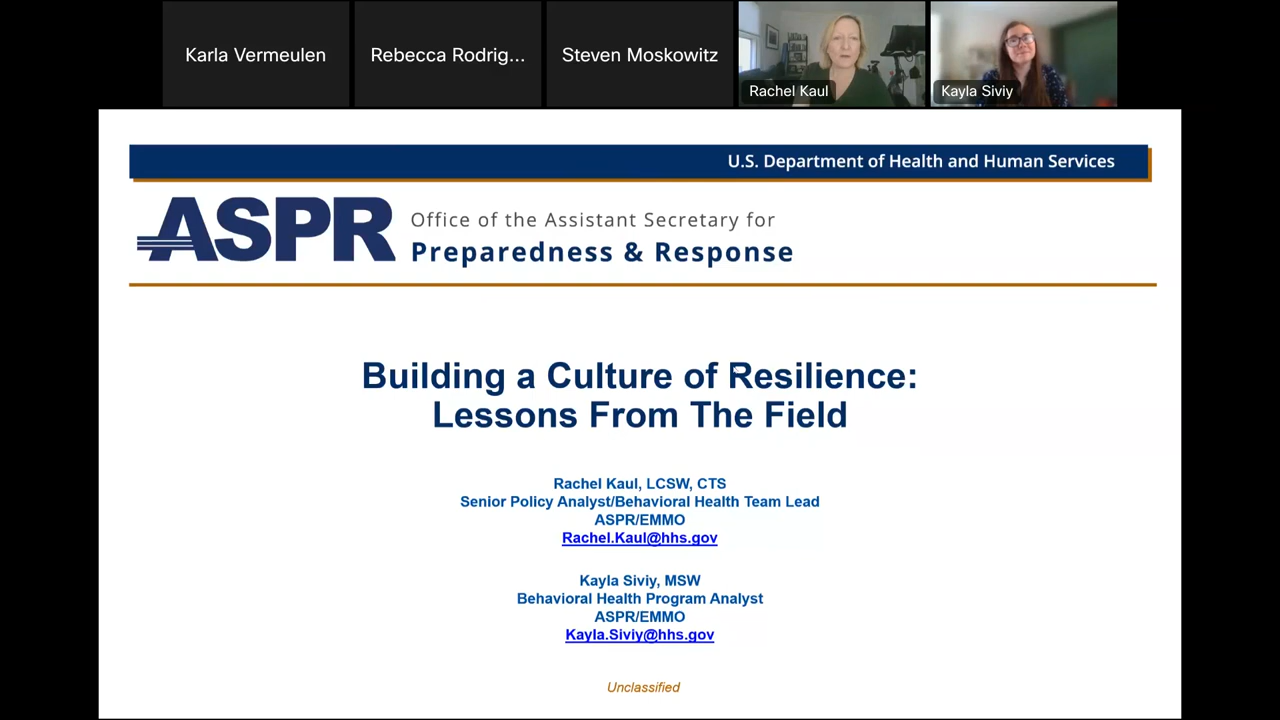 Karla Vermeulen
Rebecca Rodrig...
Steven Moskowitz
Rachel Kaul
Kayla Siviy
U.S. Department of Health and Human Services
ASPR
Office of the Assistant Secretary for
Preparedness & Response
Building a Culture of Resilience:
Lessons From The Field
Rachel Kaul, LCSW, CTS
Senior Policy Analyst/Behavioral Health Team Lead
ASPR/EMMO
Rachel.Kaul@hhs.gov
Kayla Siviy, MSW
Behavioral Health Program Analyst
ASPR/EMMO
Kayla.Siviy@hhs.gov
Unclassified